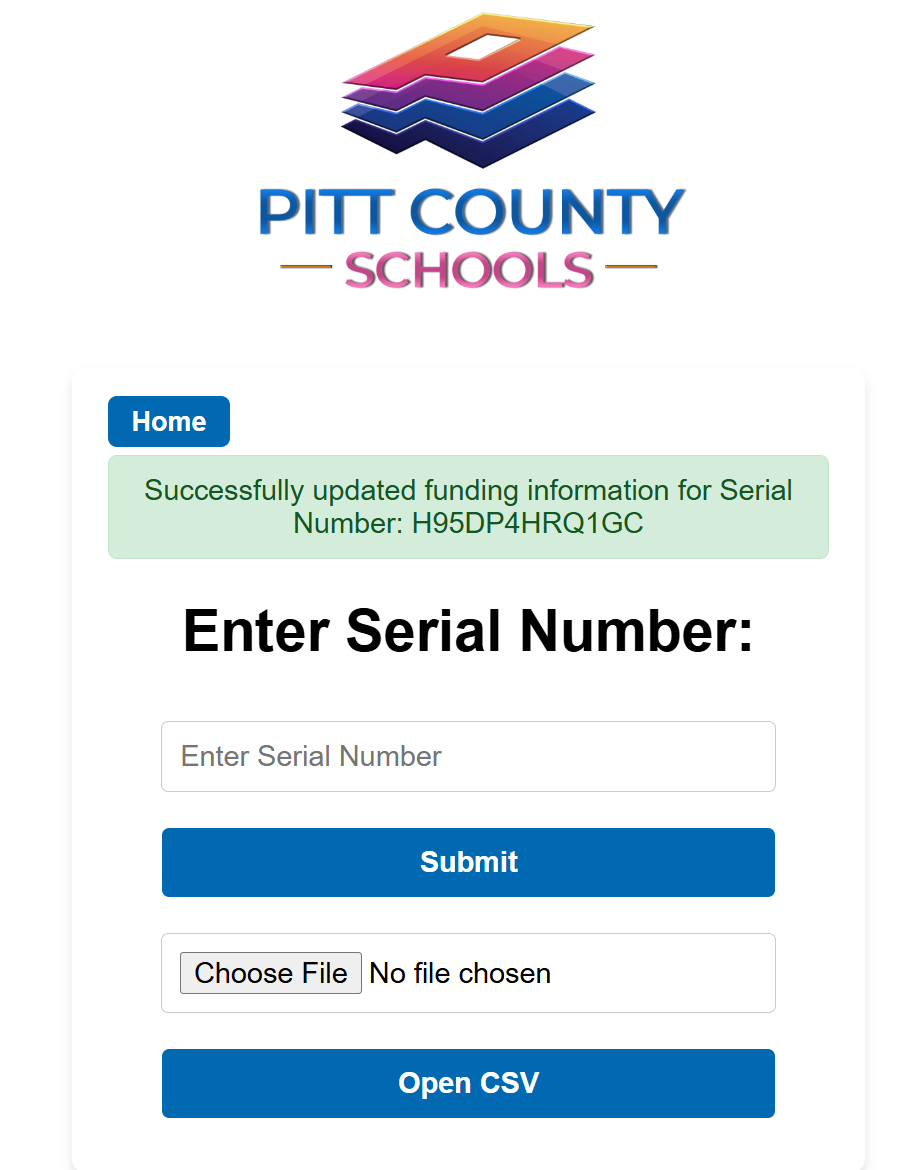 PITT COUNTY
SCHOOLS
Home
Successfully updated funding information for Serial
Number: H95DP4HRQ1GC
Enter Serial Number:
Enter Serial Number
Submit
Choose File No file chosen
Open CSV